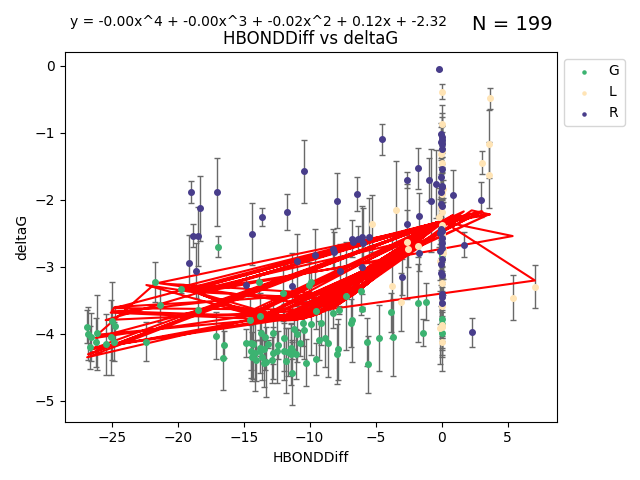 y = -0.00x^4 + -0.00x^3 + -0.02x^2 + 0.12x + -2.32
N = 199
HBONDDiff vs deltaG
G
L
R
0
−1
−2
−3
−4
−5
deltaG
−25 −20 −15 −10 −5 0 5
HBONDDiff